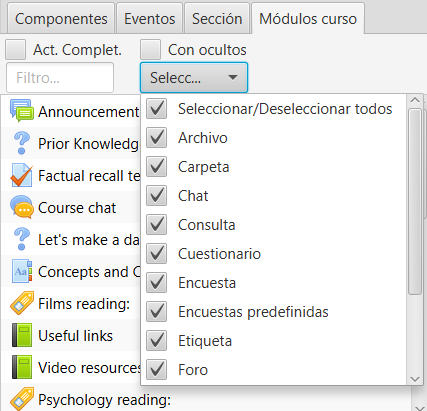 Componentes Eventos Sección Módulos curso
Act. Complet. Con ocultos
Filtro... Selecc...
Announcement
Prior Knowledg
Factual recall te
Course chat
Let's make a da
Concepts and C
Films reading:
Useful links
Video resources
Psychology reading:
Seleccionar/Deseleccionar todos
Archivo
Carpeta
Chat
Consulta
Cuestionario
Encuesta
Encuestas predefinidas
Etiqueta
Foro